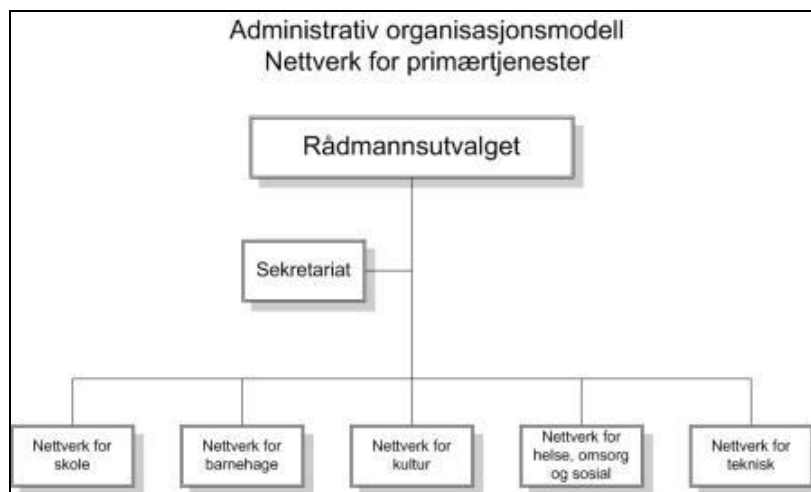 Administrativ organisasjonsmodell
Nettverk for primærtjenester
Rådmannsutvalget
Sekretariat
Nettverk for
skole
Nettverk for
barnehage
Nettverk for
kultur
Nettverk for
helse, omsorg
og sosial
Nettverk for
teknisk